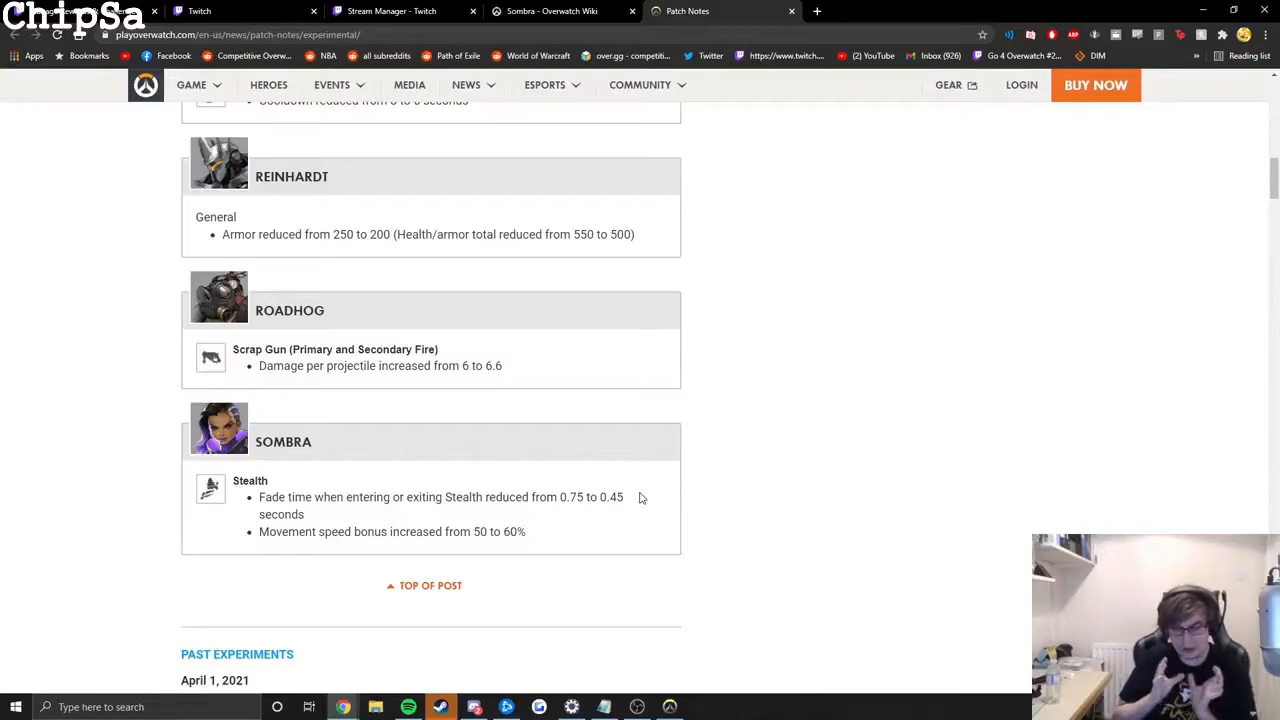 ChipSa
Twitch
Stream Manager - Twitch
Sombra - Overwatch Wiki
Patch Notes
playoverwatch.com/en-us/news/patch-notes/experimental/
Apps
Bookmarks
Facebook
Competitive Overw...
NBA
all subreddits
Path of Exile
World of Warcraft
over.gg - competiti...
Twitter
https://www.twitch....
(2) YouTube
Inbox (926)
Go 4 Overwatch #2...
DIM
Reading list
GAME
HEROES
EVENTS
MEDIA
NEWS
ESPORTS
COMMUNITY
GEAR
LOGIN
BUY NOW
REINHARDT
General
Armor reduced from 250 to 200 (Health/armor total reduced from 550 to 500)
ROADHOG
Scrap Gun (Primary and Secondary Fire)
Damage per projectile increased from 6 to 6.6
SOMBRA
Stealth
Fade time when entering or exiting Stealth reduced from 0.75 to 0.45
seconds
Movement speed bonus increased from 50 to 60%
TOP OF POST
PAST EXPERIMENTS
April 1, 2021
Type here to search